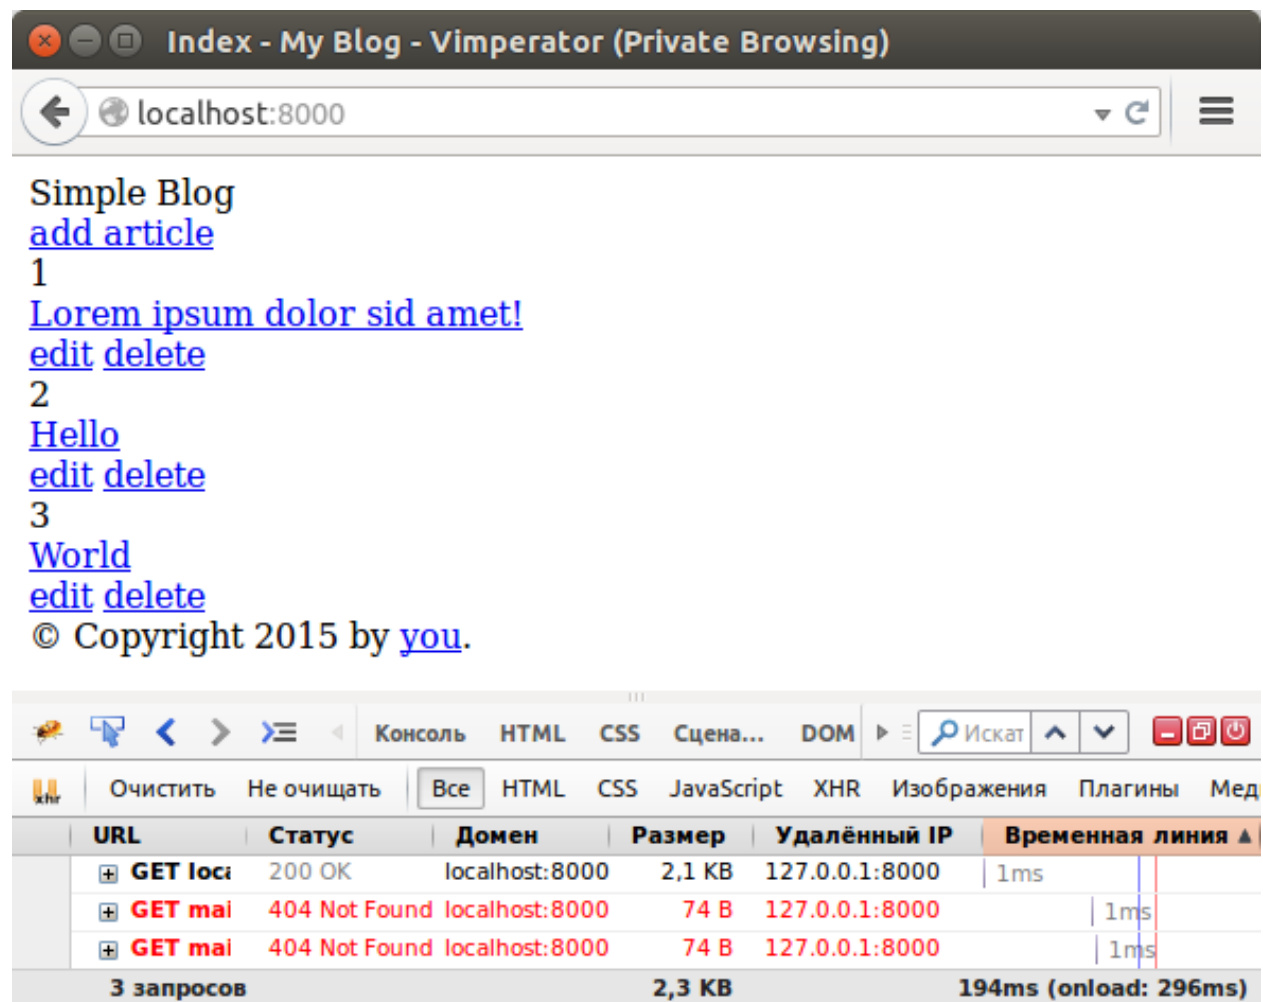 Index - My Blog - Vimperator (Private Browsing)
localhost:8000
Simple Blog
add article
1
Lorem ipsum dolor sid amet!
edit delete
2
Hello
edit delete
3
World
edit delete
© Copyright 2015 by you.
Консоль HTML CSS Сцена... DOM Искат
xhr Очистить Не очищать Все HTML CSS JavaScript XHR Изображения Плагины Мед
URL Статус Домен Размер Удалённый IP Временная линия
GET loca 200 OK localhost:8000 2,1 KB 127.0.0.1:8000 1ms
GET mai 404 Not Found localhost:8000 74 B 127.0.0.1:8000 1ms
GET mai 404 Not Found localhost:8000 74 B 127.0.0.1:8000 1ms
3 запросов 2,3 KB 194ms (onload: 296ms)